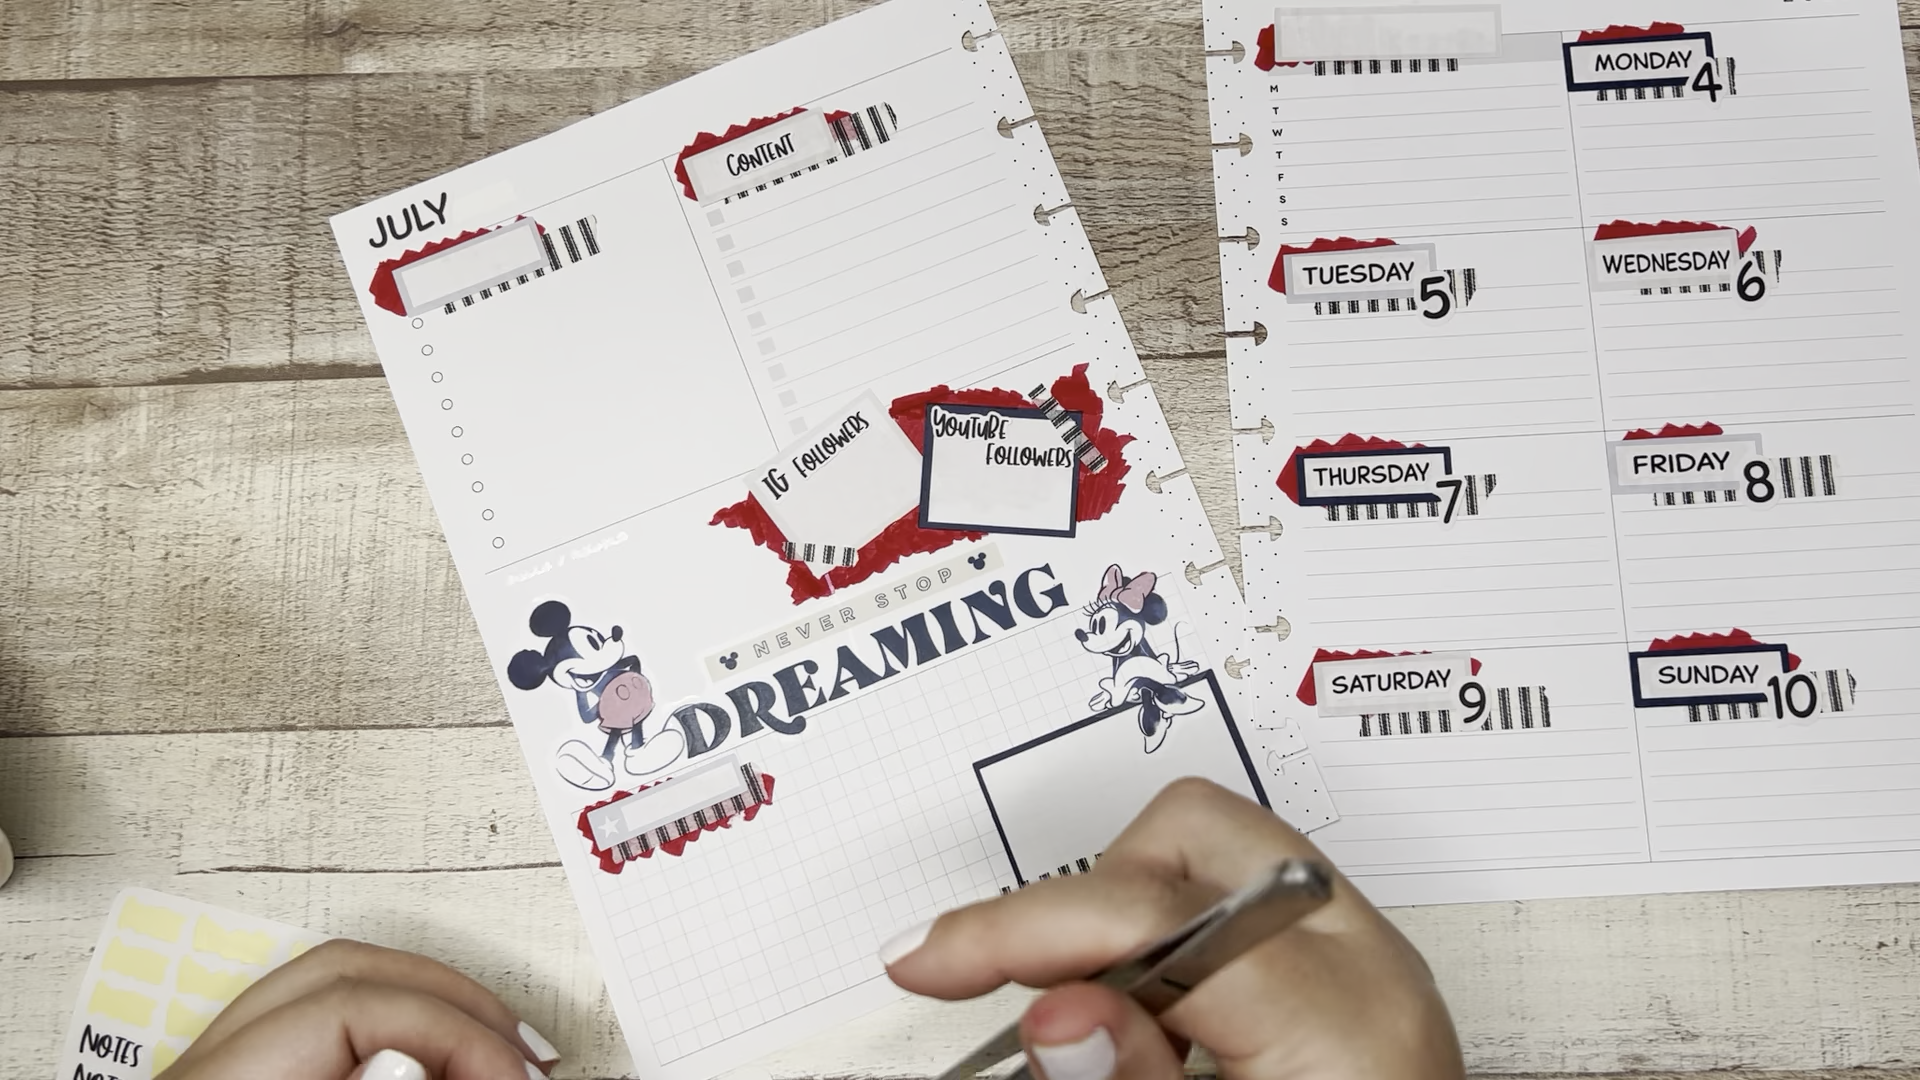 JULY
CONTENT
IG FOLLOWERS
YOUTUBE
FOLLOWERS
NEVER STOP
DREAMING
NOTES
M
T
W
T
F
S
S
MONDAY
4
TUESDAY
5
WEDNESDAY
6
THURSDAY
7
FRIDAY
8
SATURDAY
9
SUNDAY
10